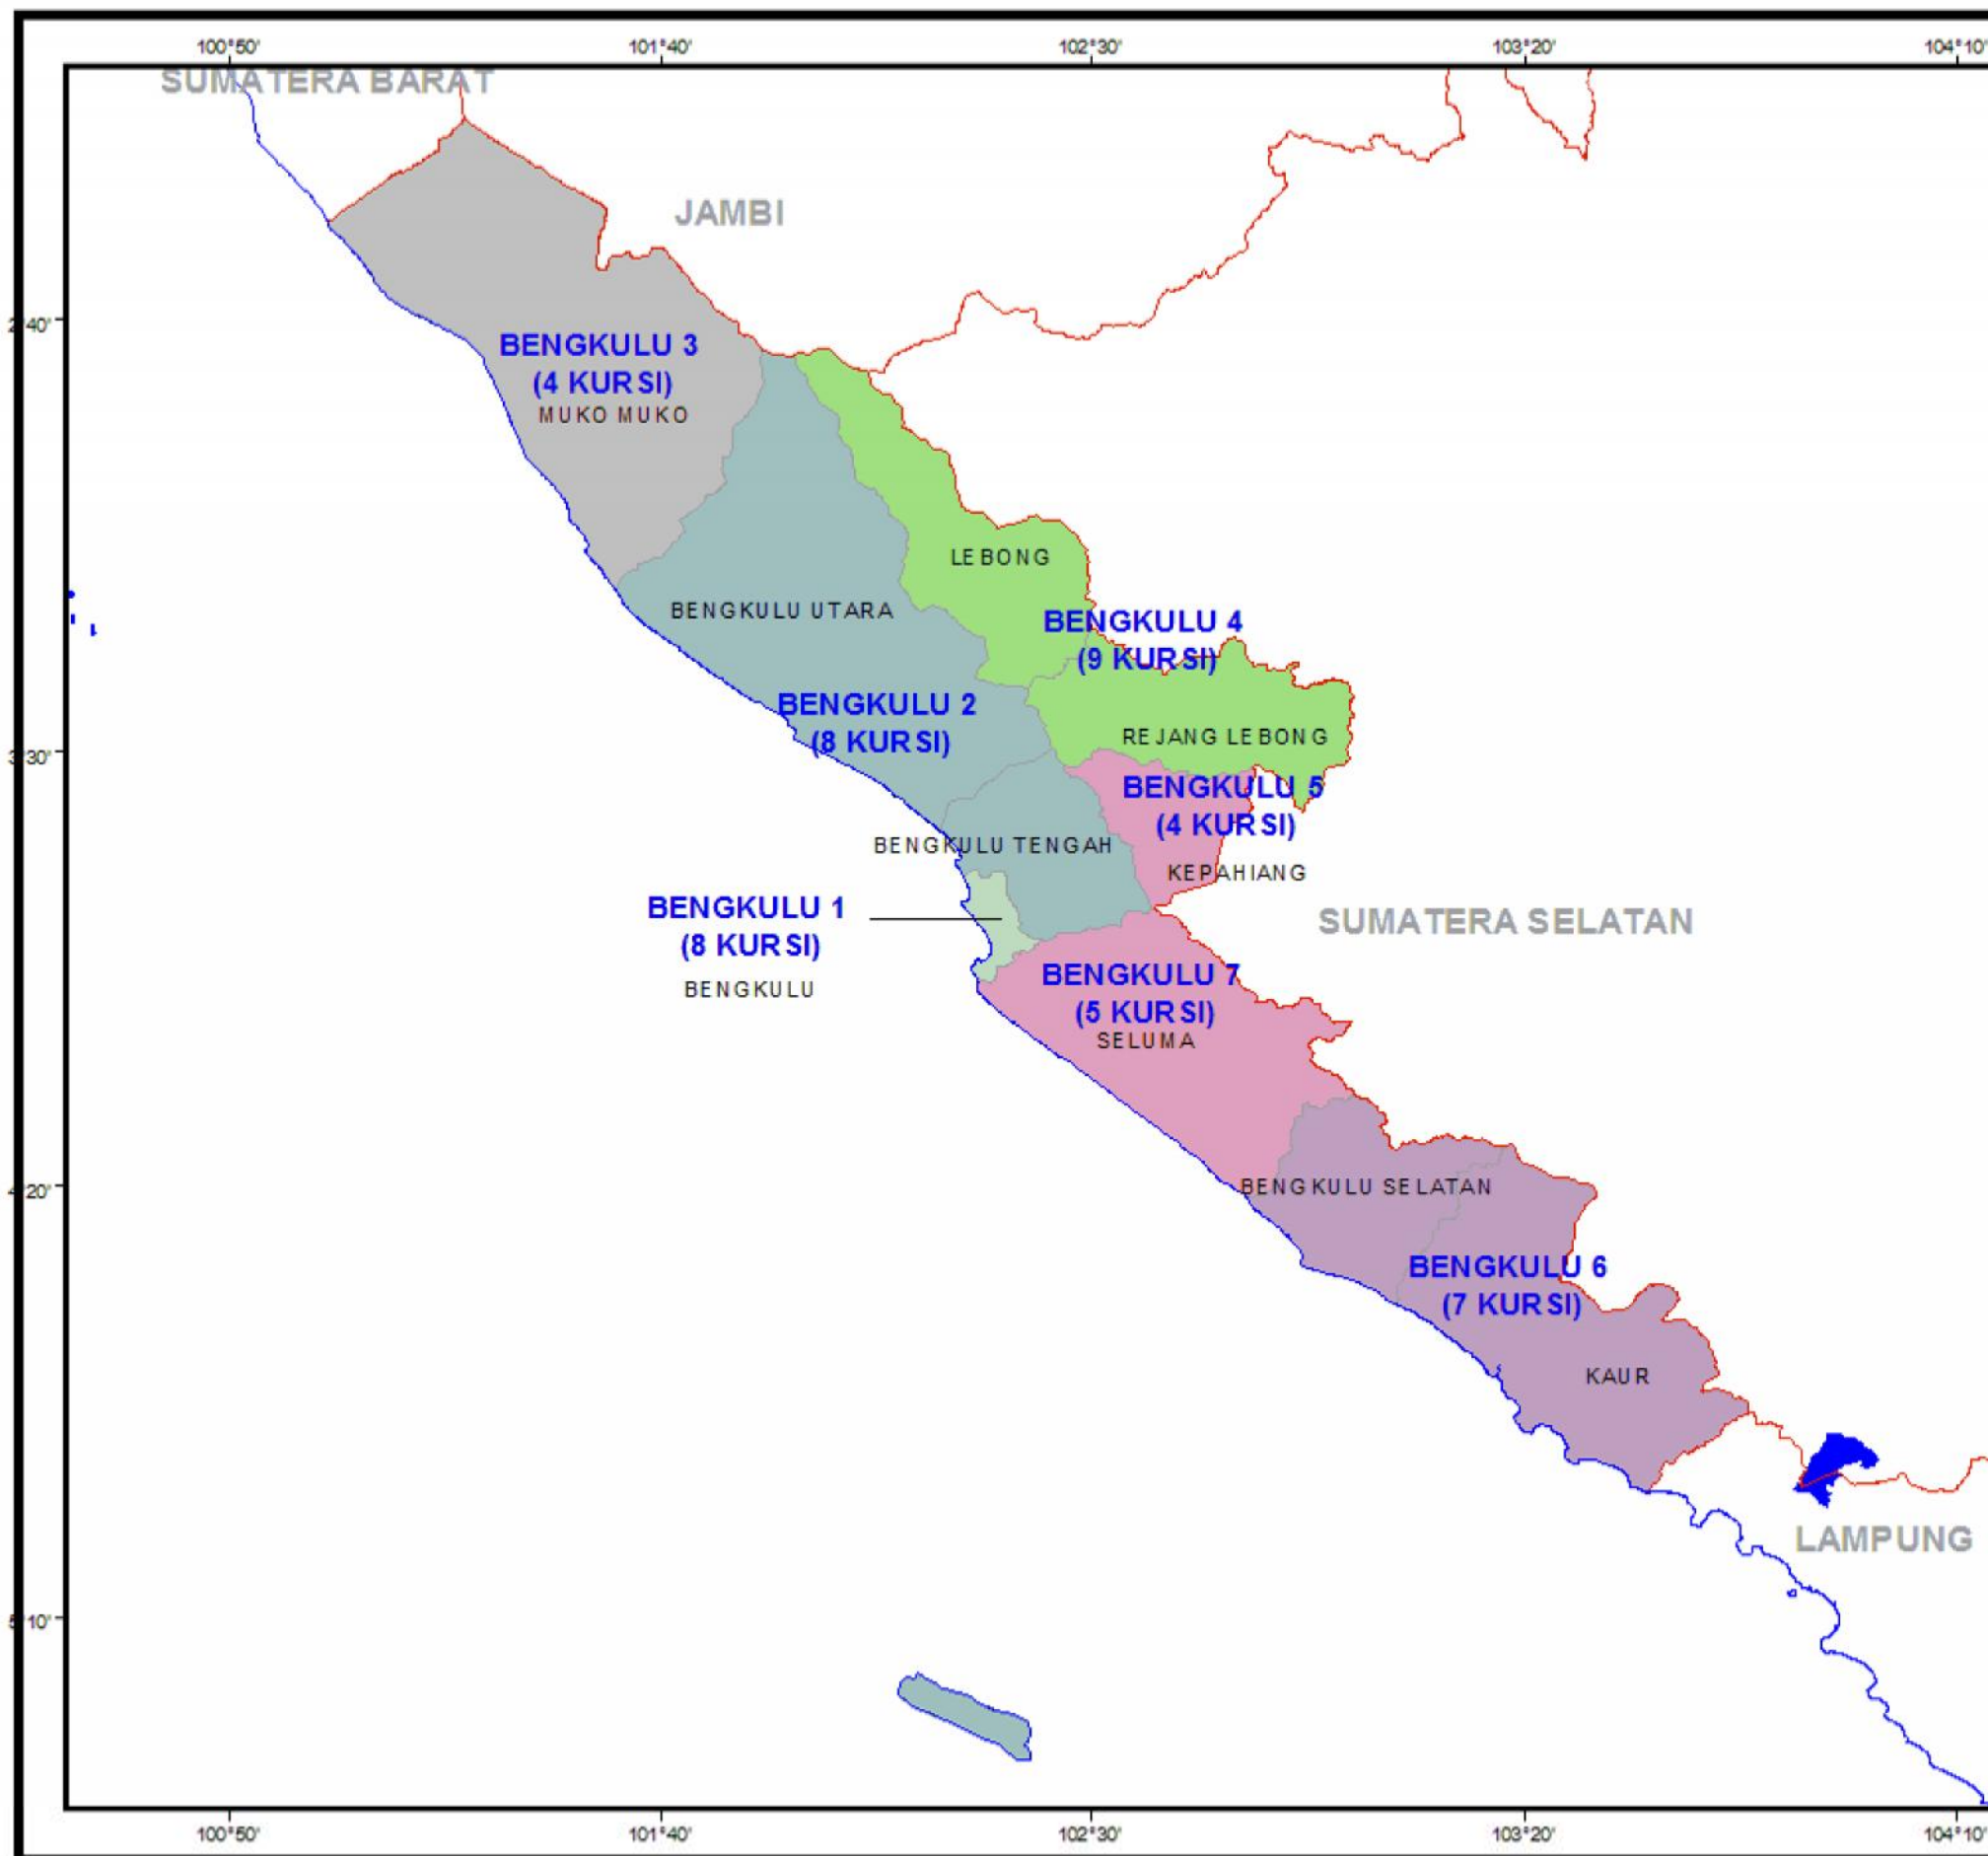 100°50' 101°40' 102°30' 103°20' 104°10'
SUMATERA BARAT
JAMBI
2°40'
BENGKULU 3
(4 KURSI)
MUKO MUKO
LEBONG
BENGKULU UTARA
BENGKULU 4
(9 KURSI)
BENGKULU 2
(8 KURSI)
REJANG LEBONG
3°30'
BENGKULU 5
(4 KURSI)
BENGKULU TENGAH
KEPAHIANG
BENGKULU 1
(8 KURSI)
BENGKULU
SUMATERA SELATAN
BENGKULU 7
(5 KURSI)
SELUMA
4°20'
BENGKULU SELATAN
BENGKULU 6
(7 KURSI)
KAUR
LAMPUNG
5°10'
100°50' 101°40' 102°30' 103°20' 104°10'